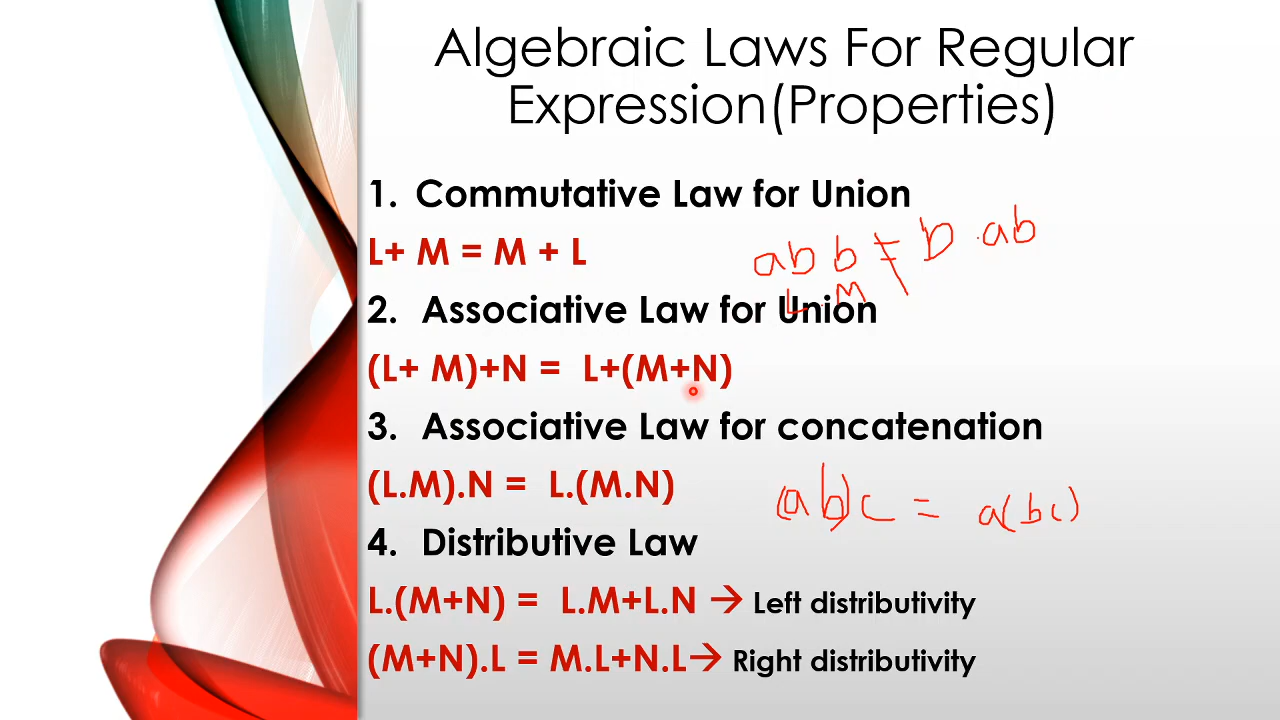 Algebraic Laws For Regular
Expression(Properties)
1. Commutative Law for Union
L+ M = M + L
abb ≠ b.ab
L.M
2. Associative Law for Union
(L+ M)+N = L+(M+N)
3. Associative Law for concatenation
(L.M).N = L.(M.N)
(ab)c = a(bc)
4. Distributive Law
L.(M+N) = L.M+L.N → Left distributivity
(M+N).L = M.L+N.L→ Right distributivity